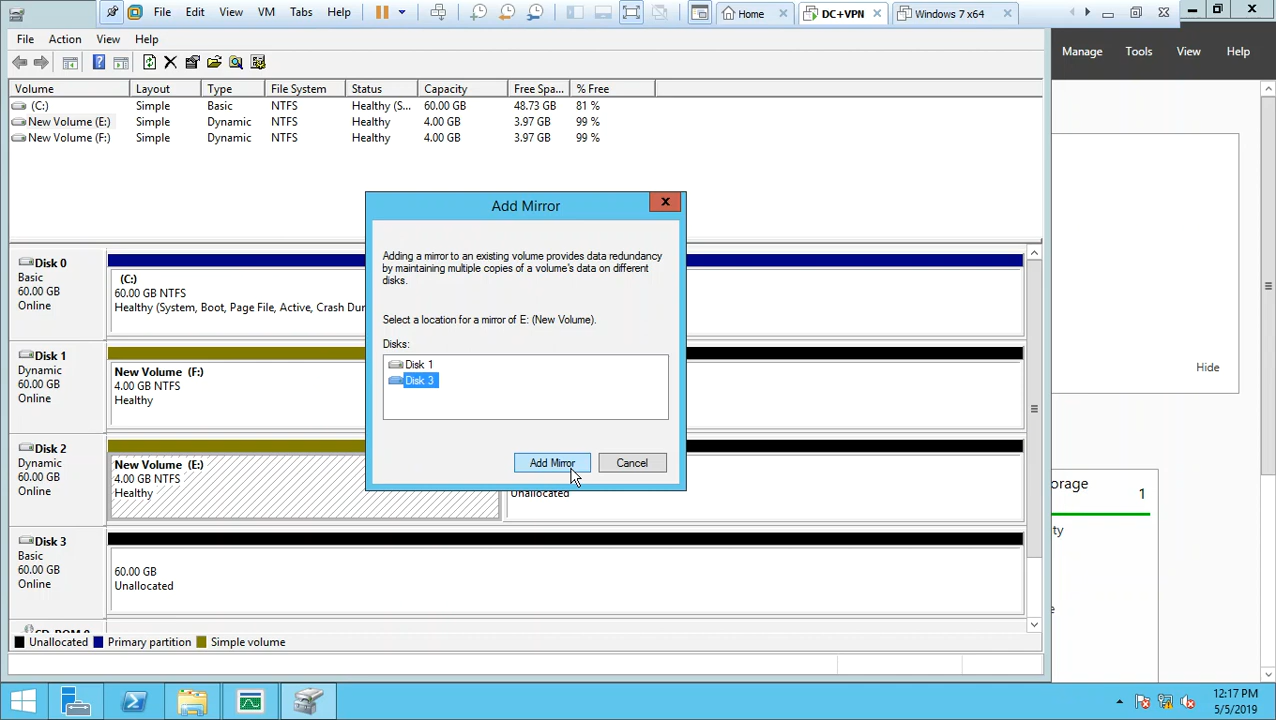 File Edit View VM Tabs Help Home DC+VPN Windows 7 x64
File Action View Help
Manage Tools View Help
Volume Layout Type File System Status Capacity Free Spa... % Free
(C:) Simple Basic NTFS Healthy (S... 60.00 GB 48.73 GB 81 %
New Volume (E:) Simple Dynamic NTFS Healthy 4.00 GB 3.97 GB 99 %
New Volume (F:) Simple Dynamic NTFS Healthy 4.00 GB 3.97 GB 99 %
Add Mirror
Adding a mirror to an existing volume provides data redundancy
by maintaining multiple copies of a volume's data on different
disks.
Select a location for a mirror of E: (New Volume).
Disks:
Disk 1
Disk 3
Add Mirror Cancel
Disk 0
Basic
60.00 GB
Online
(C:)
60.00 GB NTFS
Healthy (System, Boot, Page File, Active, Crash Dur
Disk 1
Dynamic
60.00 GB
Online
New Volume (F:)
4.00 GB NTFS
Healthy
Hide
Disk 2
Dynamic
60.00 GB
Online
New Volume (E:)
4.00 GB NTFS
Healthy
Unallocated
orage 1
ty
Disk 3
Basic
60.00 GB
Online
60.00 GB
Unallocated
Unallocated Primary partition Simple volume
12:17 PM
5/5/2019